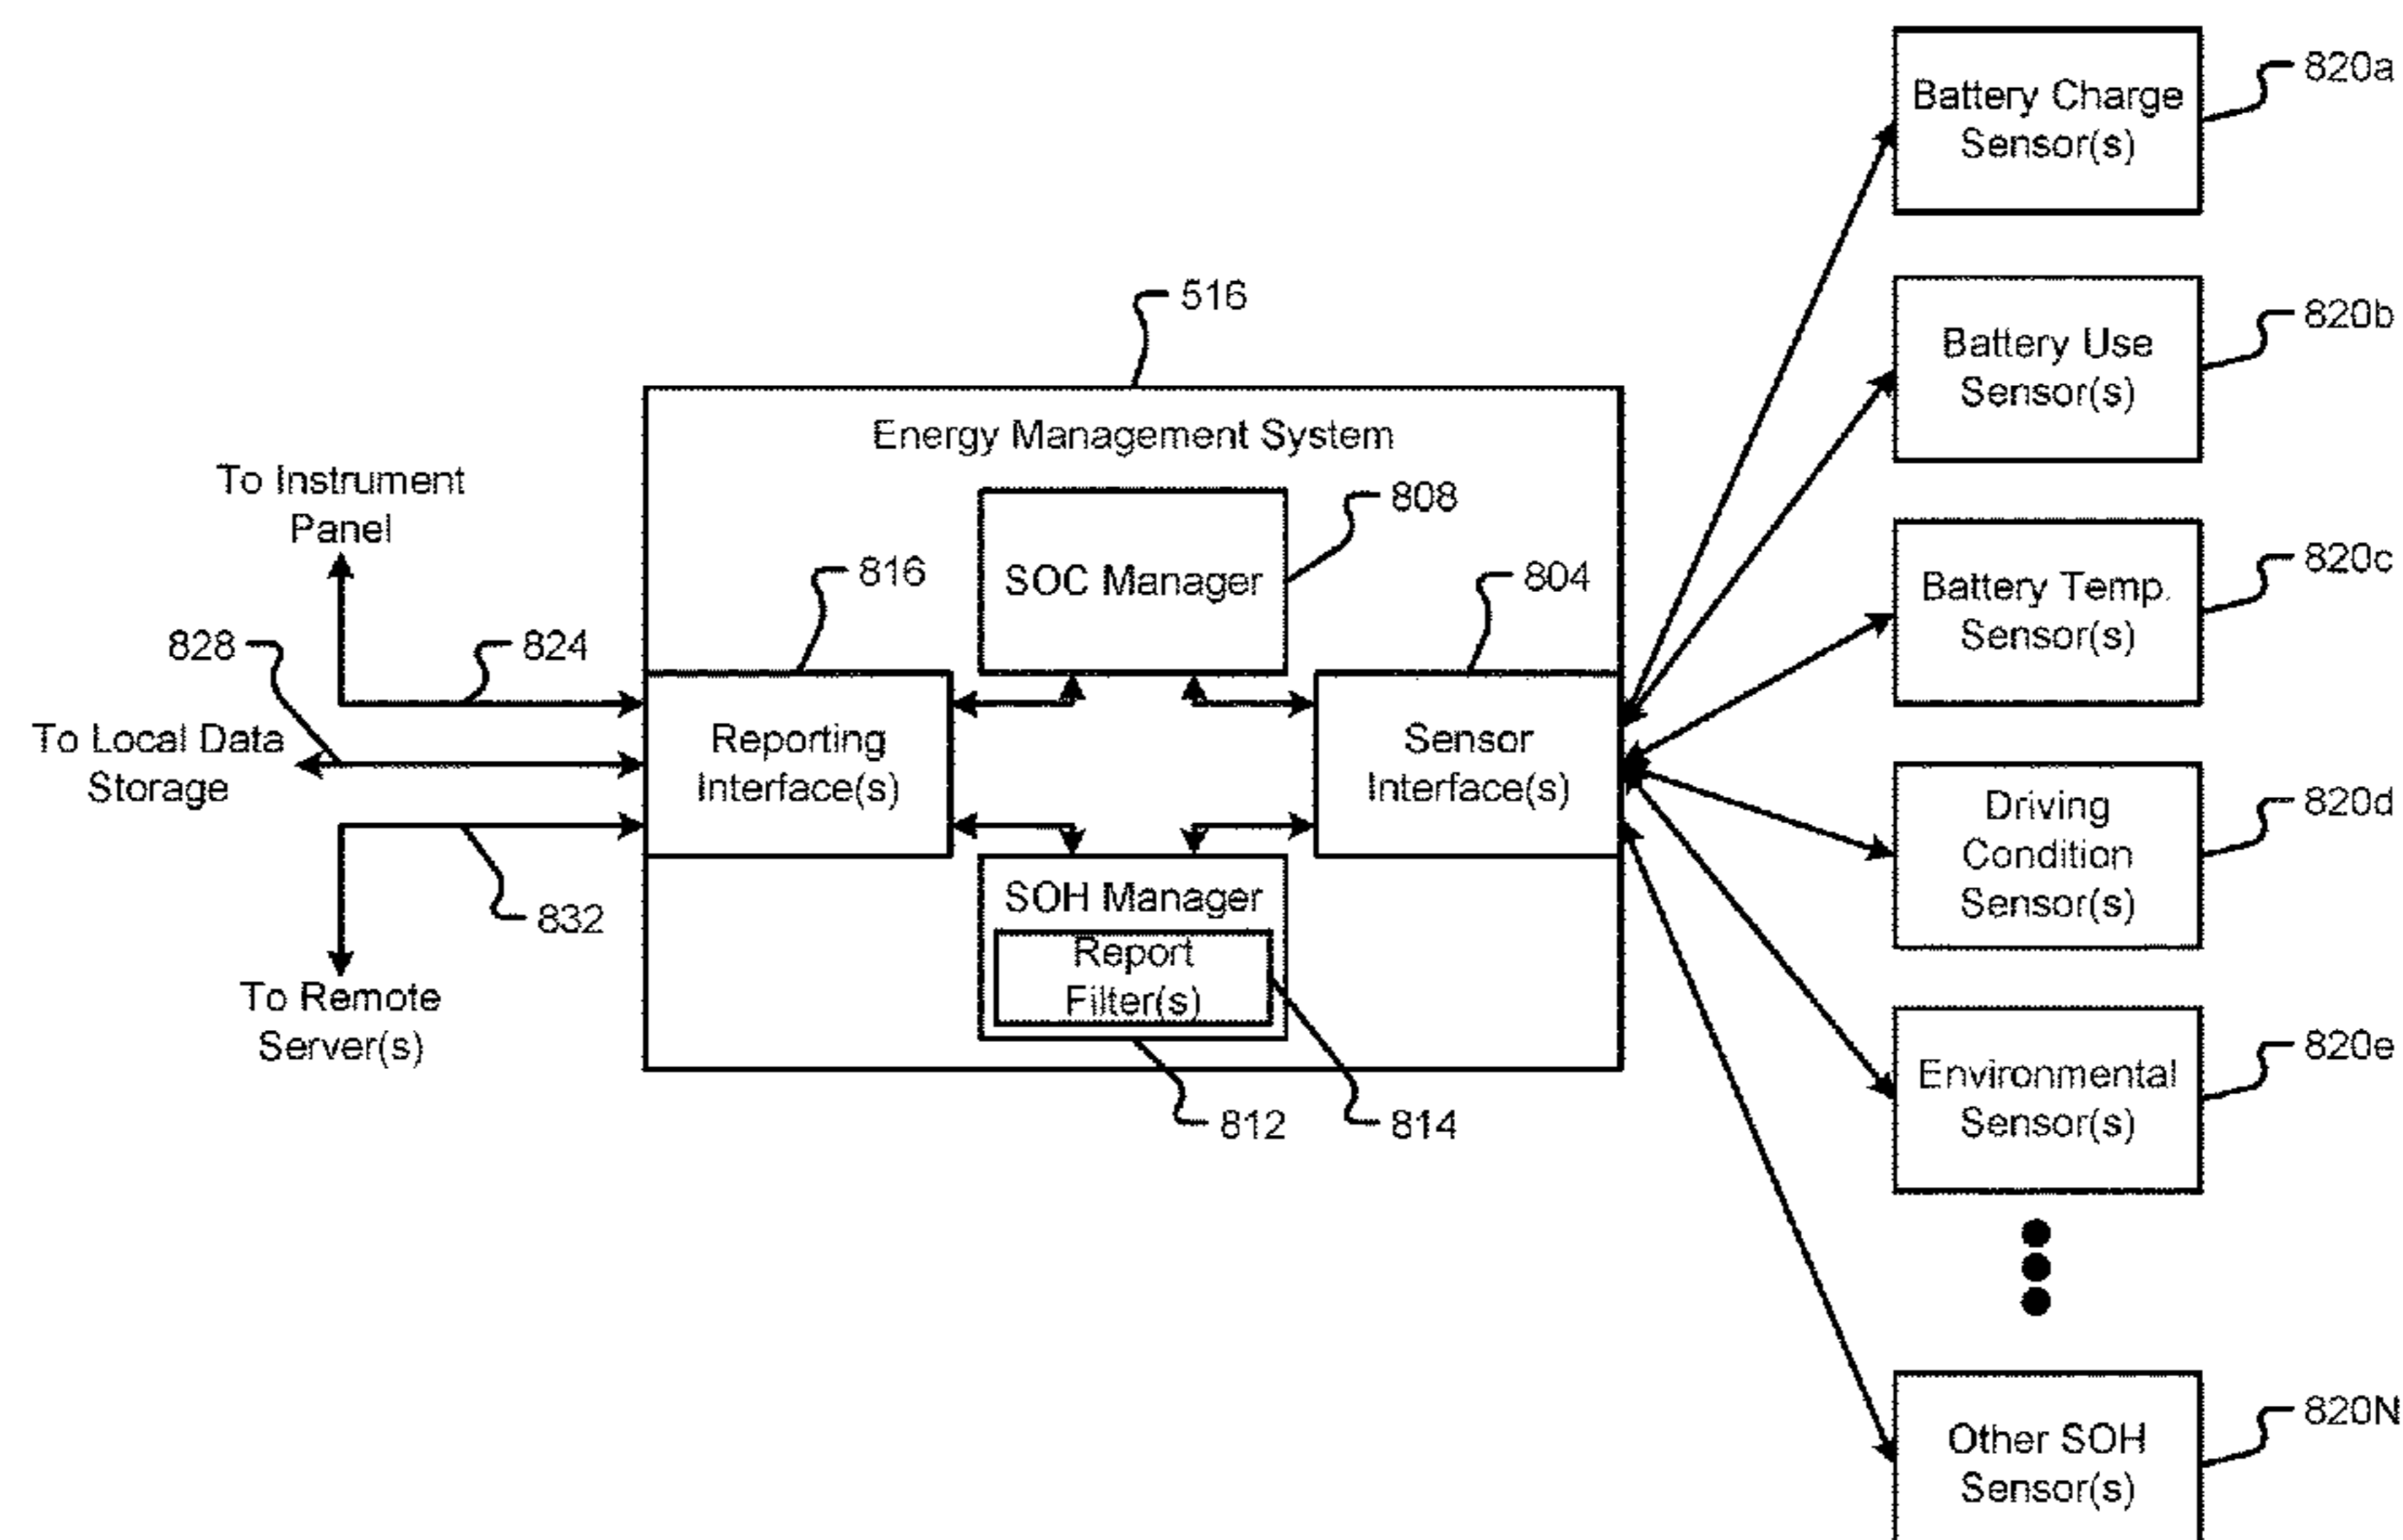 Battery Charge
Sensor(s)
820a
Battery Use
Sensor(s)
820b
516
Energy Management System
To Instrument
Panel
SOC Manager
808
816
804
Battery Temp.
Sensor(s)
820c
828
824
To Local Data
Storage
Reporting
Interface(s)
Sensor
Interface(s)
Driving
Condition
Sensor(s)
820d
832
To Remote
Server(s)
SOH Manager
Report
Filter(s)
812
814
Environmental
Sensor(s)
820e
Other SOH
Sensor(s)
820N